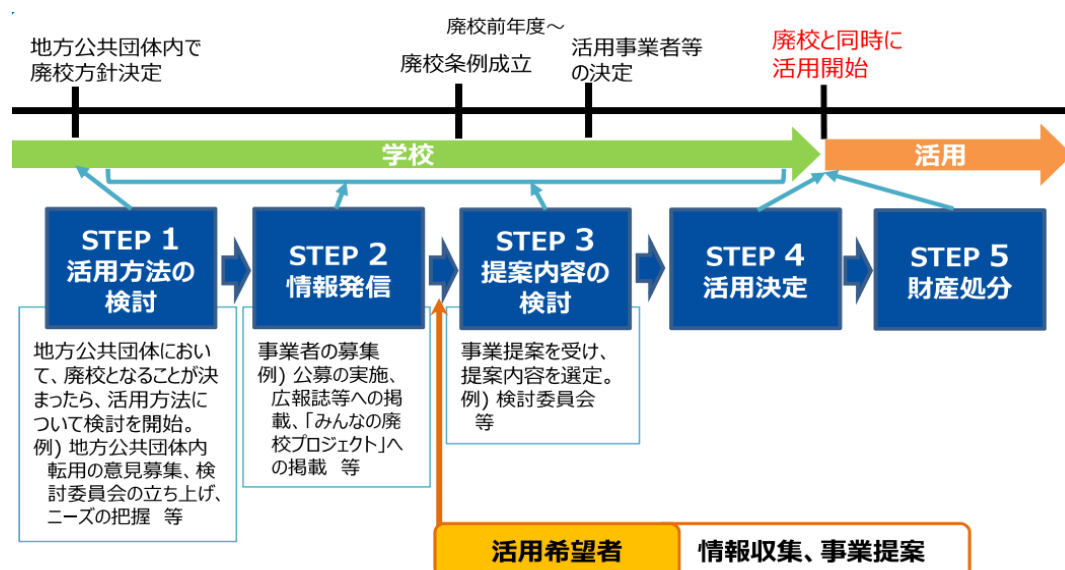 廃校前年度～
地方公共団体内で
廃校方針決定
廃校条例成立
活用事業者等
の決定
廃校と同時に
活用開始
学校
活用
STEP 1
活用方法の
検討
STEP 2
情報発信
STEP 3
提案内容の
検討
STEP 4
活用決定
STEP 5
財産処分
地方公共団体におい
て、廃校となることが決
まったら、活用方法に
ついて検討を開始。
例) 地方公共団体内
転用の意見募集、検
討委員会の立ち上げ、
ニーズの把握 等
事業者の募集
例) 公募の実施、
広報誌等への掲
載、「みんなの廃
校プロジェクト」へ
の掲載 等
事業提案を受け、
提案内容を選定。
例) 検討委員会
等
活用希望者
情報収集、事業提案